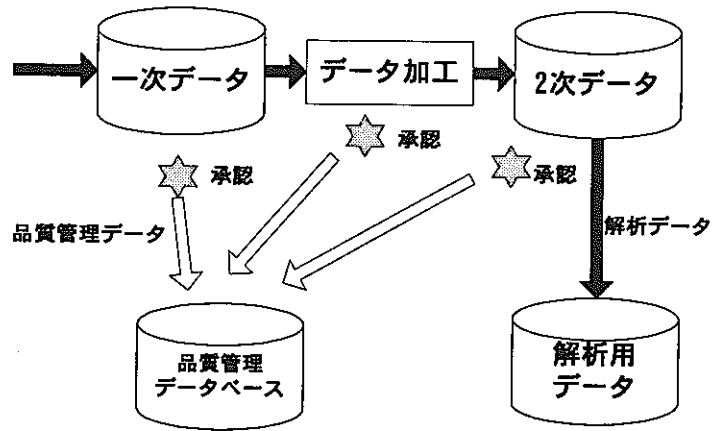 一次データ
データ加工
2次データ
承認
承認
承認
品質管理データ
解析データ
品質管理
データベース
解析用
データ